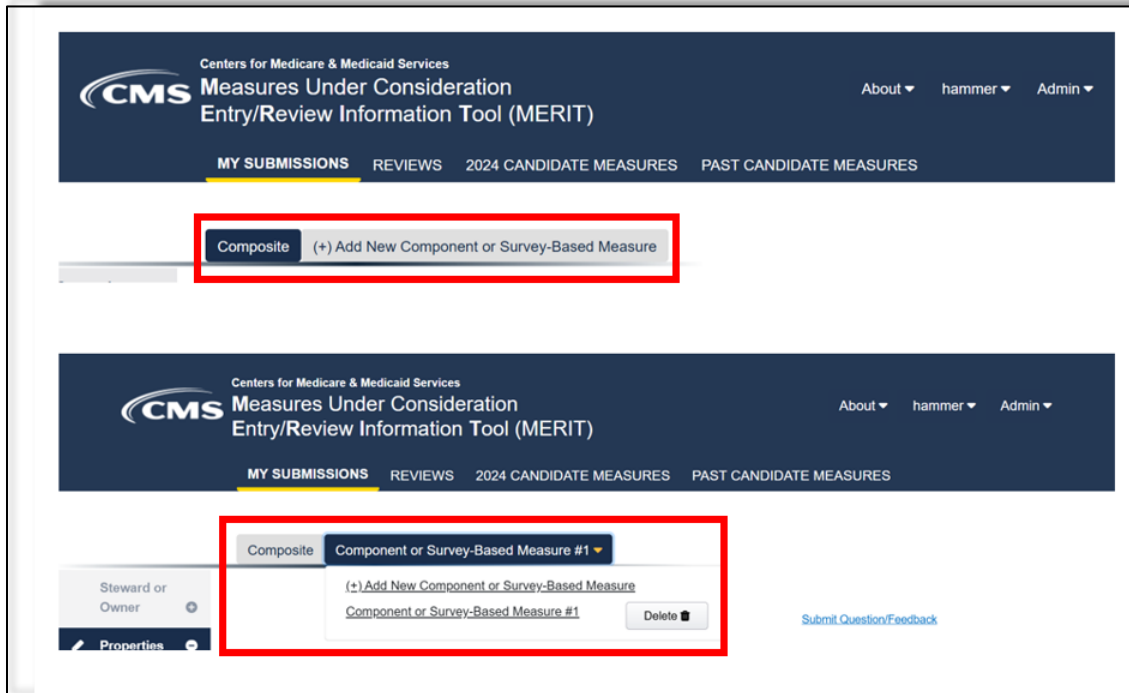 Centers for Medicare & Medicaid Services
CMS
Measures Under Consideration
Entry/Review Information Tool (MERIT)
About
hammer
Admin
MY SUBMISSIONS
REVIEWS
2024 CANDIDATE MEASURES
PAST CANDIDATE MEASURES
Composite
(+) Add New Component or Survey-Based Measure
Centers for Medicare & Medicaid Services
CMS
Measures Under Consideration
Entry/Review Information Tool (MERIT)
About
hammer
Admin
MY SUBMISSIONS
REVIEWS
2024 CANDIDATE MEASURES
PAST CANDIDATE MEASURES
Composite
Component or Survey-Based Measure #1
(+) Add New Component or Survey-Based Measure
Component or Survey-Based Measure #1
Delete
Steward or
Owner
Properties
Submit Question/Feedback